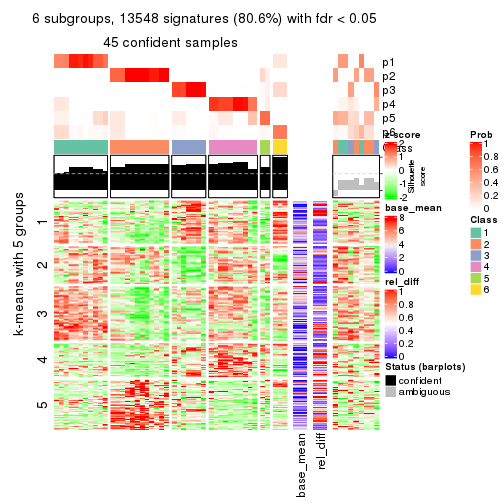 6 subgroups, 13548 signatures (80.6%) with fdr < 0.05
45 confident samples
p1
p2
p3
p4
p5
p6
Class
Silhouette
score
k-means with 5 groups
1
2
3
4
5
base_mean
rel_diff
z-score
2
1
0
-1
-2
base_mean
8
6
4
2
0
rel_diff
1
0.8
0.6
0.4
0.2
0
Status (barplots)
confident
ambiguous
Prob
1
0.8
0.6
0.4
0.2
0
Class
1
2
3
4
5
6